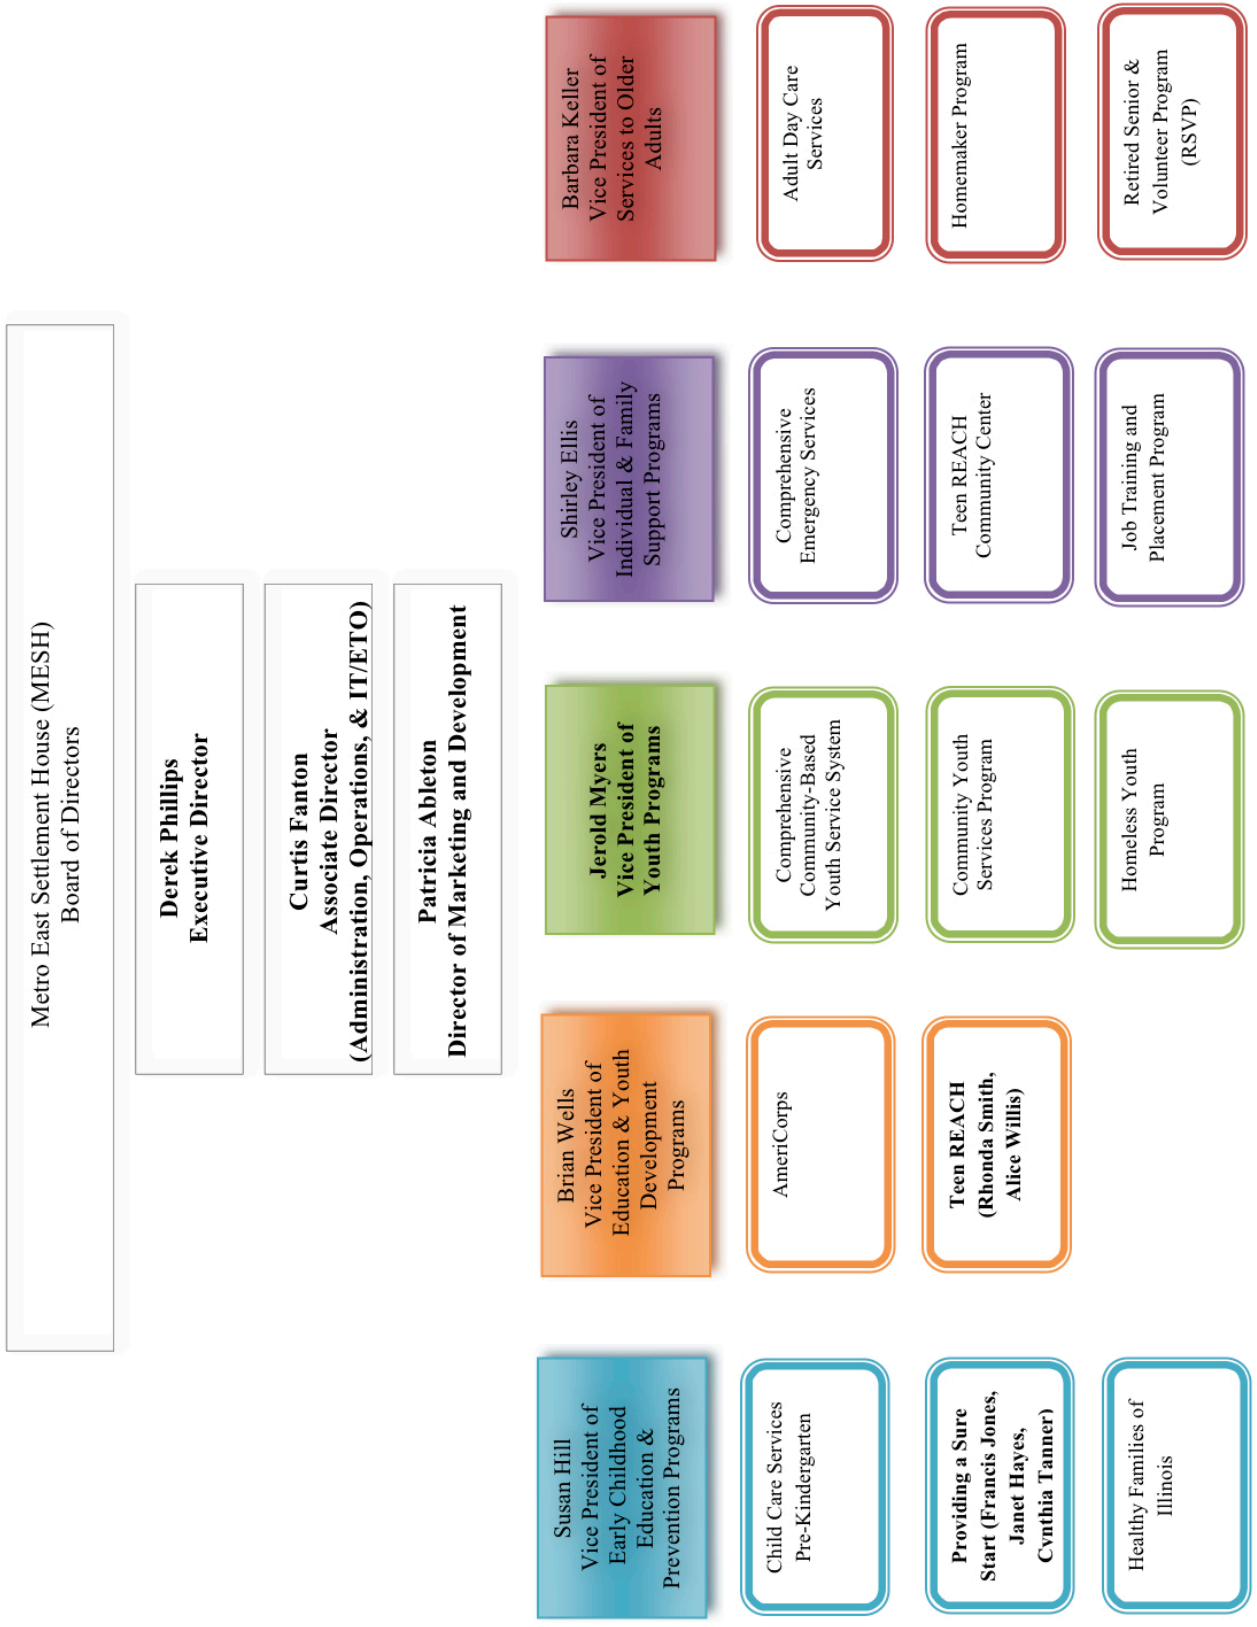 Metro East Settlement House (MESH)
Board of Directors
Derek Phillips
Executive Director
Curtis Fanton
Associate Director
(Administration, Operations, & IT/ETO)
Patricia Ableton
Director of Marketing and Development
Susan Hill
Vice President of
Early Childhood
Education &
Prevention Programs
Child Care Services
Pre-Kindergarten
Providing a Sure
Start (Francis Jones,
Janet Hayes,
Cynthia Tanner)
Healthy Families of
Illinois
Brian Wells
Vice President of
Education & Youth
Development
Programs
AmeriCorps
Teen REACH
(Rhonda Smith,
Alice Willis)
Jerold Myers
Vice President of
Youth Programs
Comprehensive
Community-Based
Youth Service System
Community Youth
Services Program
Homeless Youth
Program
Shirley Ellis
Vice President of
Individual & Family
Support Programs
Comprehensive
Emergency Services
Teen REACH
Community Center
Job Training and
Placement Program
Barbara Keller
Vice President of
Services to Older
Adults
Adult Day Care
Services
Homemaker Program
Retired Senior &
Volunteer Program
(RSVP)